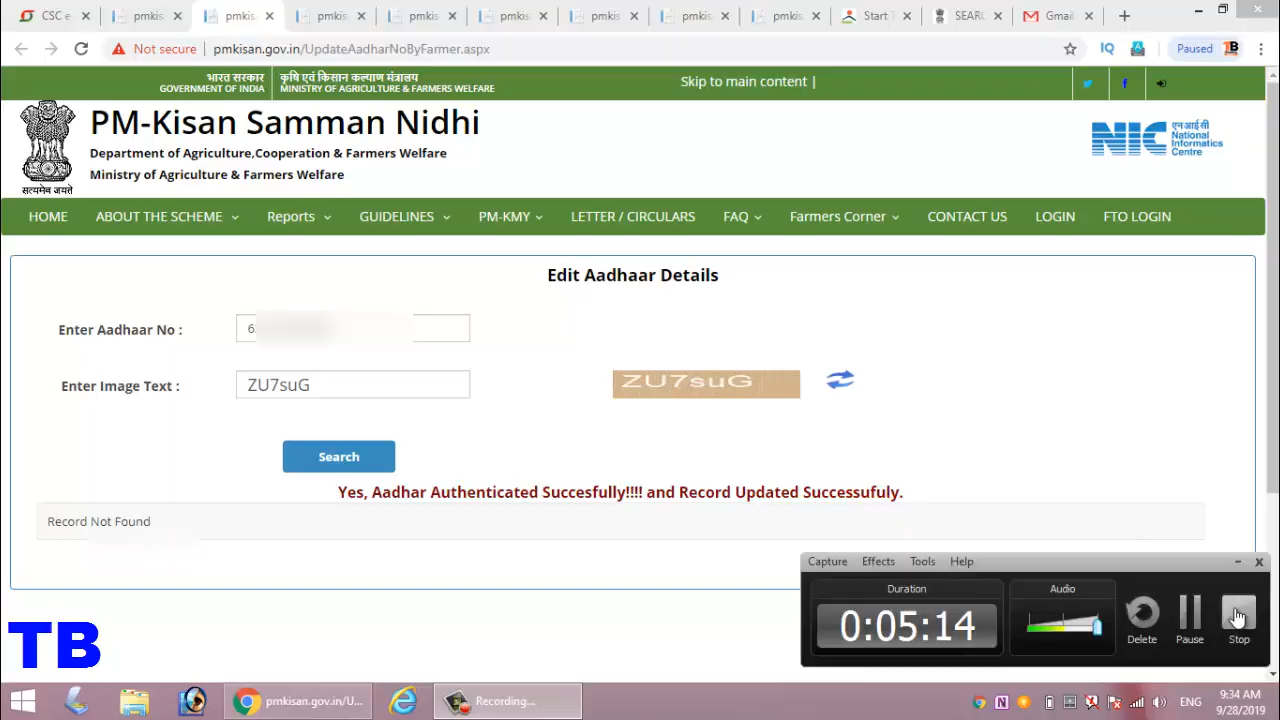 CSC e
pmkis
pmkis
pmkis
pmkis
pmkis
pmkis
pmkis
pmkis
Start T
SEARC
Gmail
Not secure
pmkisan.gov.in/UpdateAadharNoByFarmer.aspx
IQ
Paused
भारत सरकार
GOVERNMENT OF INDIA
कृषि एवं किसान कल्याण मंत्रालय
MINISTRY OF AGRICULTURE & FARMERS WELFARE
Skip to main content |
सत्यमेव जयते
PM-Kisan Samman Nidhi
Department of Agriculture,Cooperation & Farmers Welfare
Ministry of Agriculture & Farmers Welfare
NIC
एन आई सी
National
Informatics
Centre
HOME ABOUT THE SCHEME Reports GUIDELINES PM-KMY LETTER / CIRCULARS FAQ Farmers Corner CONTACT US LOGIN FTO LOGIN
Edit Aadhaar Details
Enter Aadhaar No :
6
Enter Image Text :
ZU7suG
ZU7suG
Search
Yes, Aadhar Authenticated Succesfully!!!! and Record Updated Successufuly.
Record Not Found
Capture Effects Tools Help
Duration
Audio
0:05:14
Delete
Pause
Stop
TB
pmkisan.gov.in/U...
Recording...
ENG
9:34 AM
9/28/2019